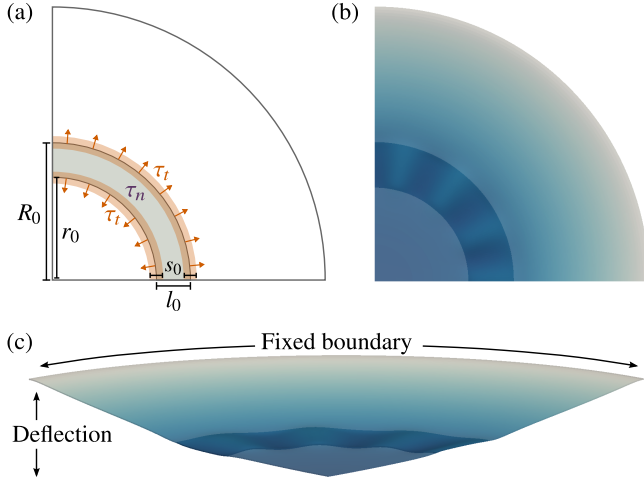 (a)
(b)
τₜ
τₙ
R₀
r₀
τₜ
s₀
l₀
(c)
Fixed boundary
Deflection